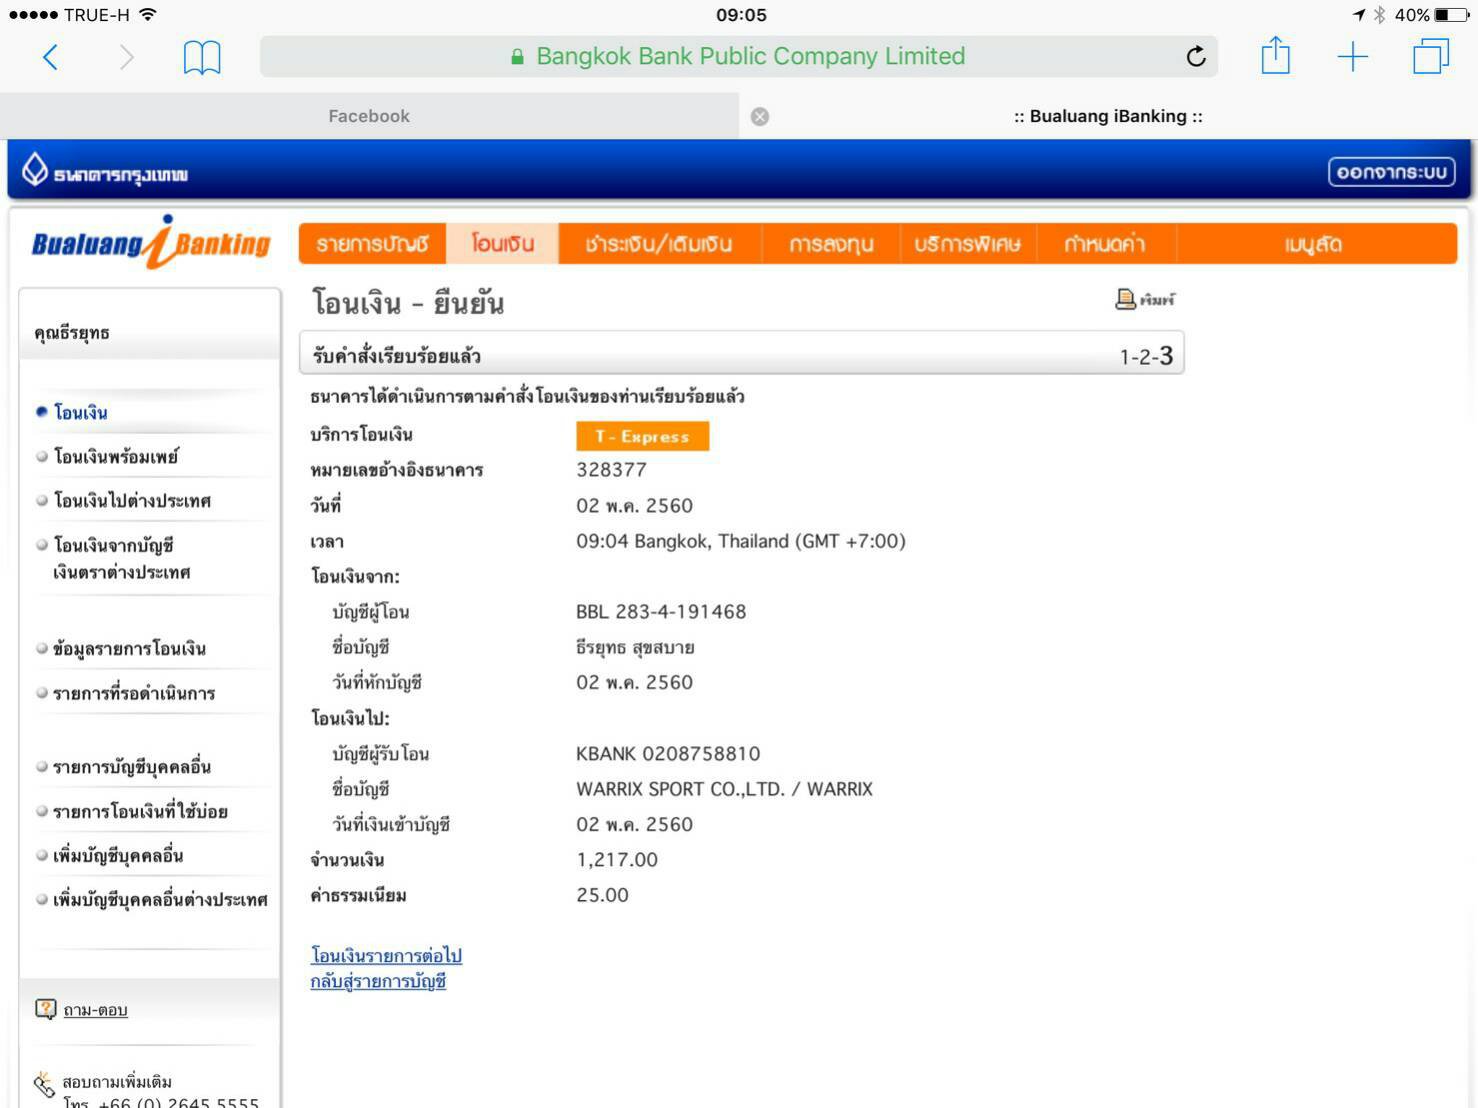 TRUE-H 09:05 40%
Bangkok Bank Public Company Limited
Facebook
:: Bualuang iBanking ::
ธนาคารกรุงเทพ
ออกจากระบบ
Bualuang iBanking
รายการบัญชี โอนเงิน ชำระเงิน/เติมเงิน การลงทุน บริการพิเศษ กำหนดค่า เมนูลัด
คุณธีรยุทธ
โอนเงิน
โอนเงินพร้อมเพย์
โอนเงินไปต่างประเทศ
โอนเงินจากบัญชี
เงินตราต่างประเทศ
ข้อมูลรายการโอนเงิน
รายการที่รอดำเนินการ
รายการบัญชีบุคคลอื่น
รายการโอนเงินที่ใช้บ่อย
เพิ่มบัญชีบุคคลอื่น
เพิ่มบัญชีบุคคลอื่นต่างประเทศ
ถาม-ตอบ
สอบถามเพิ่มเติม
โทร. +66 (0) 2645 5555
โอนเงิน - ยืนยัน
พิมพ์
รับคำสั่งเรียบร้อยแล้ว 1-2-3
ธนาคารได้ดำเนินการตามคำสั่งโอนเงินของท่านเรียบร้อยแล้ว
บริการโอนเงิน T - Express
หมายเลขอ้างอิงธนาคาร 328377
วันที่ 02 พ.ค. 2560
เวลา 09:04 Bangkok, Thailand (GMT +7:00)
โอนเงินจาก:
บัญชีผู้โอน BBL 283-4-191468
ชื่อบัญชี ธีรยุทธ สุขสบาย
วันที่หักบัญชี 02 พ.ค. 2560
โอนเงินไป:
บัญชีผู้รับโอน KBANK 0208758810
ชื่อบัญชี WARRIX SPORT CO.,LTD. / WARRIX
วันที่เงินเข้าบัญชี 02 พ.ค. 2560
จำนวนเงิน 1,217.00
ค่าธรรมเนียม 25.00
โอนเงินรายการต่อไป
กลับสู่รายการบัญชี